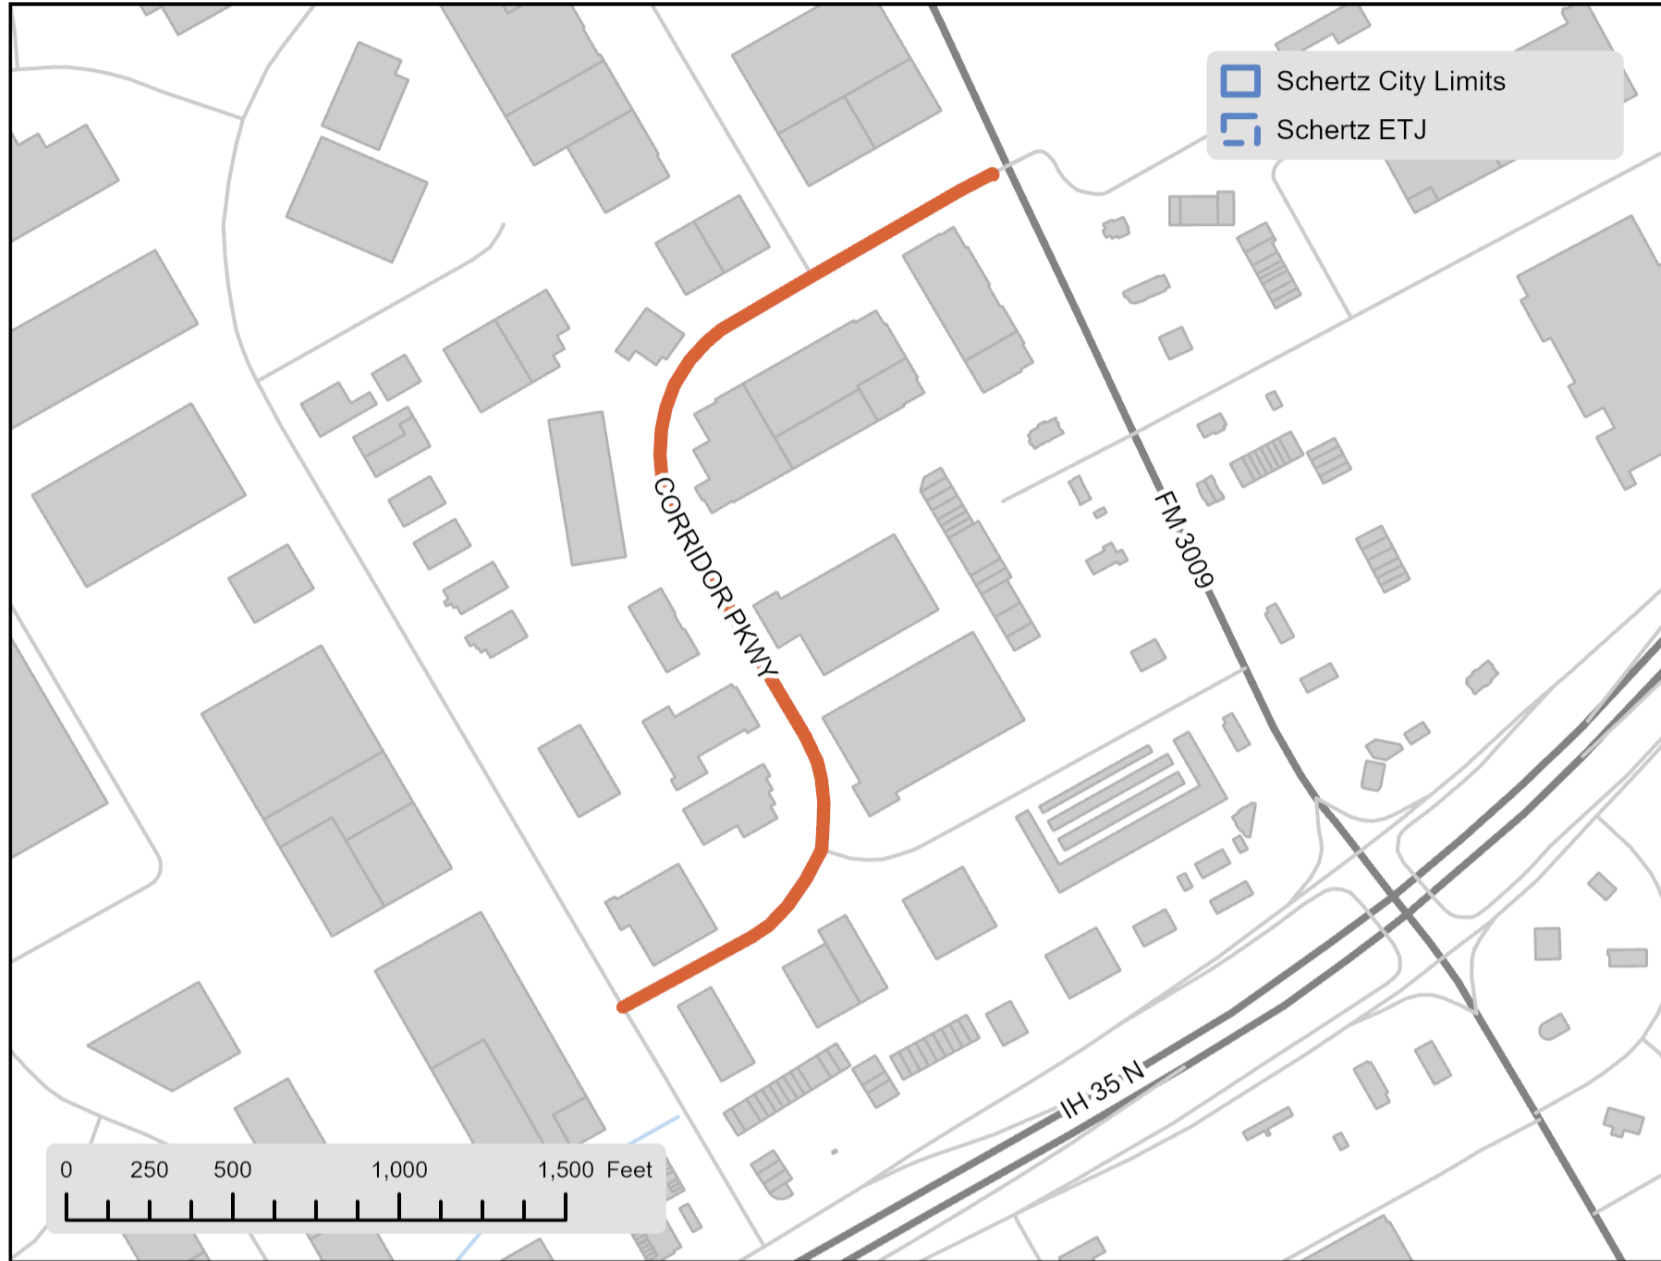 Schertz City Limits
Schertz ETJ
CORRIDOR PKWY
FM 3009
IH 35 N
0 250 500 1,000 1,500 Feet